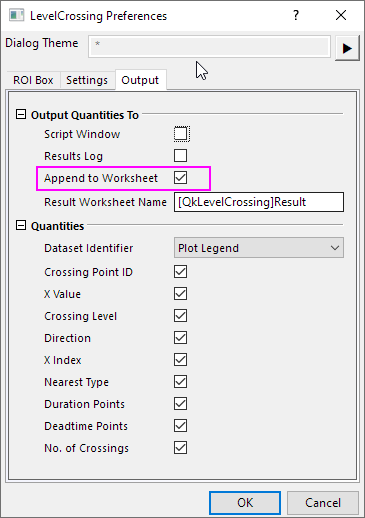 LevelCrossing Preferences
Dialog Theme *
ROI Box Settings Output
Output Quantities To
Script Window
Results Log
Append to Worksheet
Result Worksheet Name [QkLevelCrossing]Result
Quantities
Dataset Identifier Plot Legend
Crossing Point ID
X Value
Crossing Level
Direction
X Index
Nearest Type
Duration Points
Deadtime Points
No. of Crossings
OK Cancel